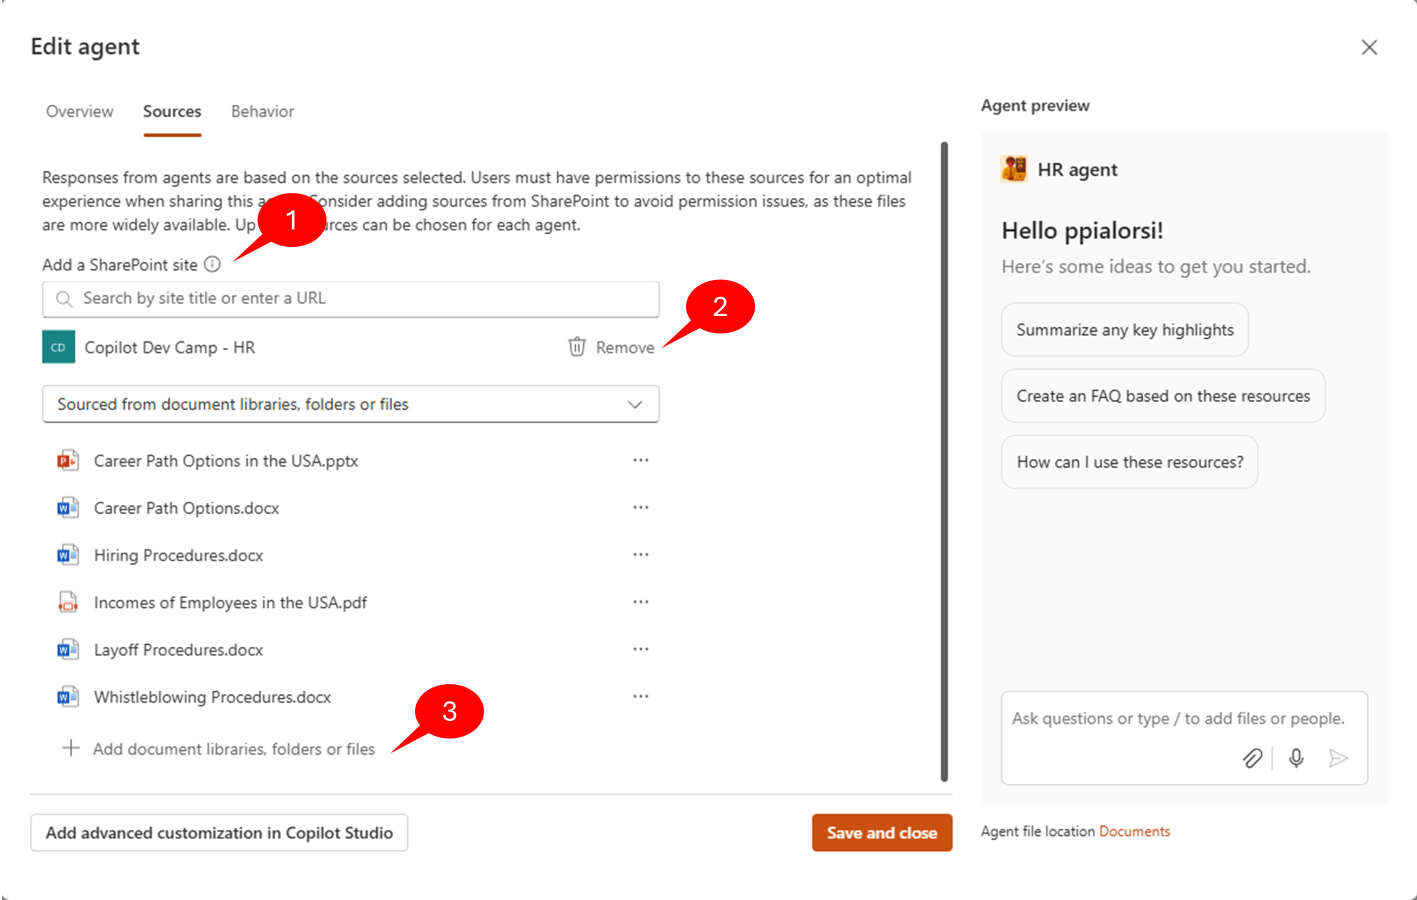 Edit agent
Overview Sources Behavior
Responses from agents are based on the sources selected. Users must have permissions to these sources for an optimal
experience when sharing this Consider adding sources from SharePoint to avoid permission issues, as these files
are more widely available. Up can be chosen for each agent.
1
Add a SharePoint site
Search by site title or enter a URL
2
CD Copilot Dev Camp - HR Remove
Sourced from document libraries, folders or files
Career Path Options in the USA.pptx
Career Path Options.docx
Hiring Procedures.docx
Incomes of Employees in the USA.pdf
Layoff Procedures.docx
Whistleblowing Procedures.docx
3
Add document libraries, folders or files
Add advanced customization in Copilot Studio
Save and close
Agent preview
HR agent
Hello ppialorsi!
Here's some ideas to get you started.
Summarize any key highlights
Create an FAQ based on these resources
How can I use these resources?
Ask questions or type / to add files or people.
Agent file location Documents